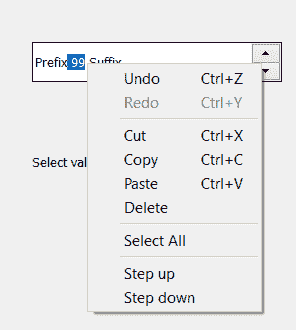 Prefix 99 Suffix
Undo Ctrl+Z
Redo Ctrl+Y
Cut Ctrl+X
Copy Ctrl+C
Select val
Paste Ctrl+V
Delete
Select All
Step up
Step down